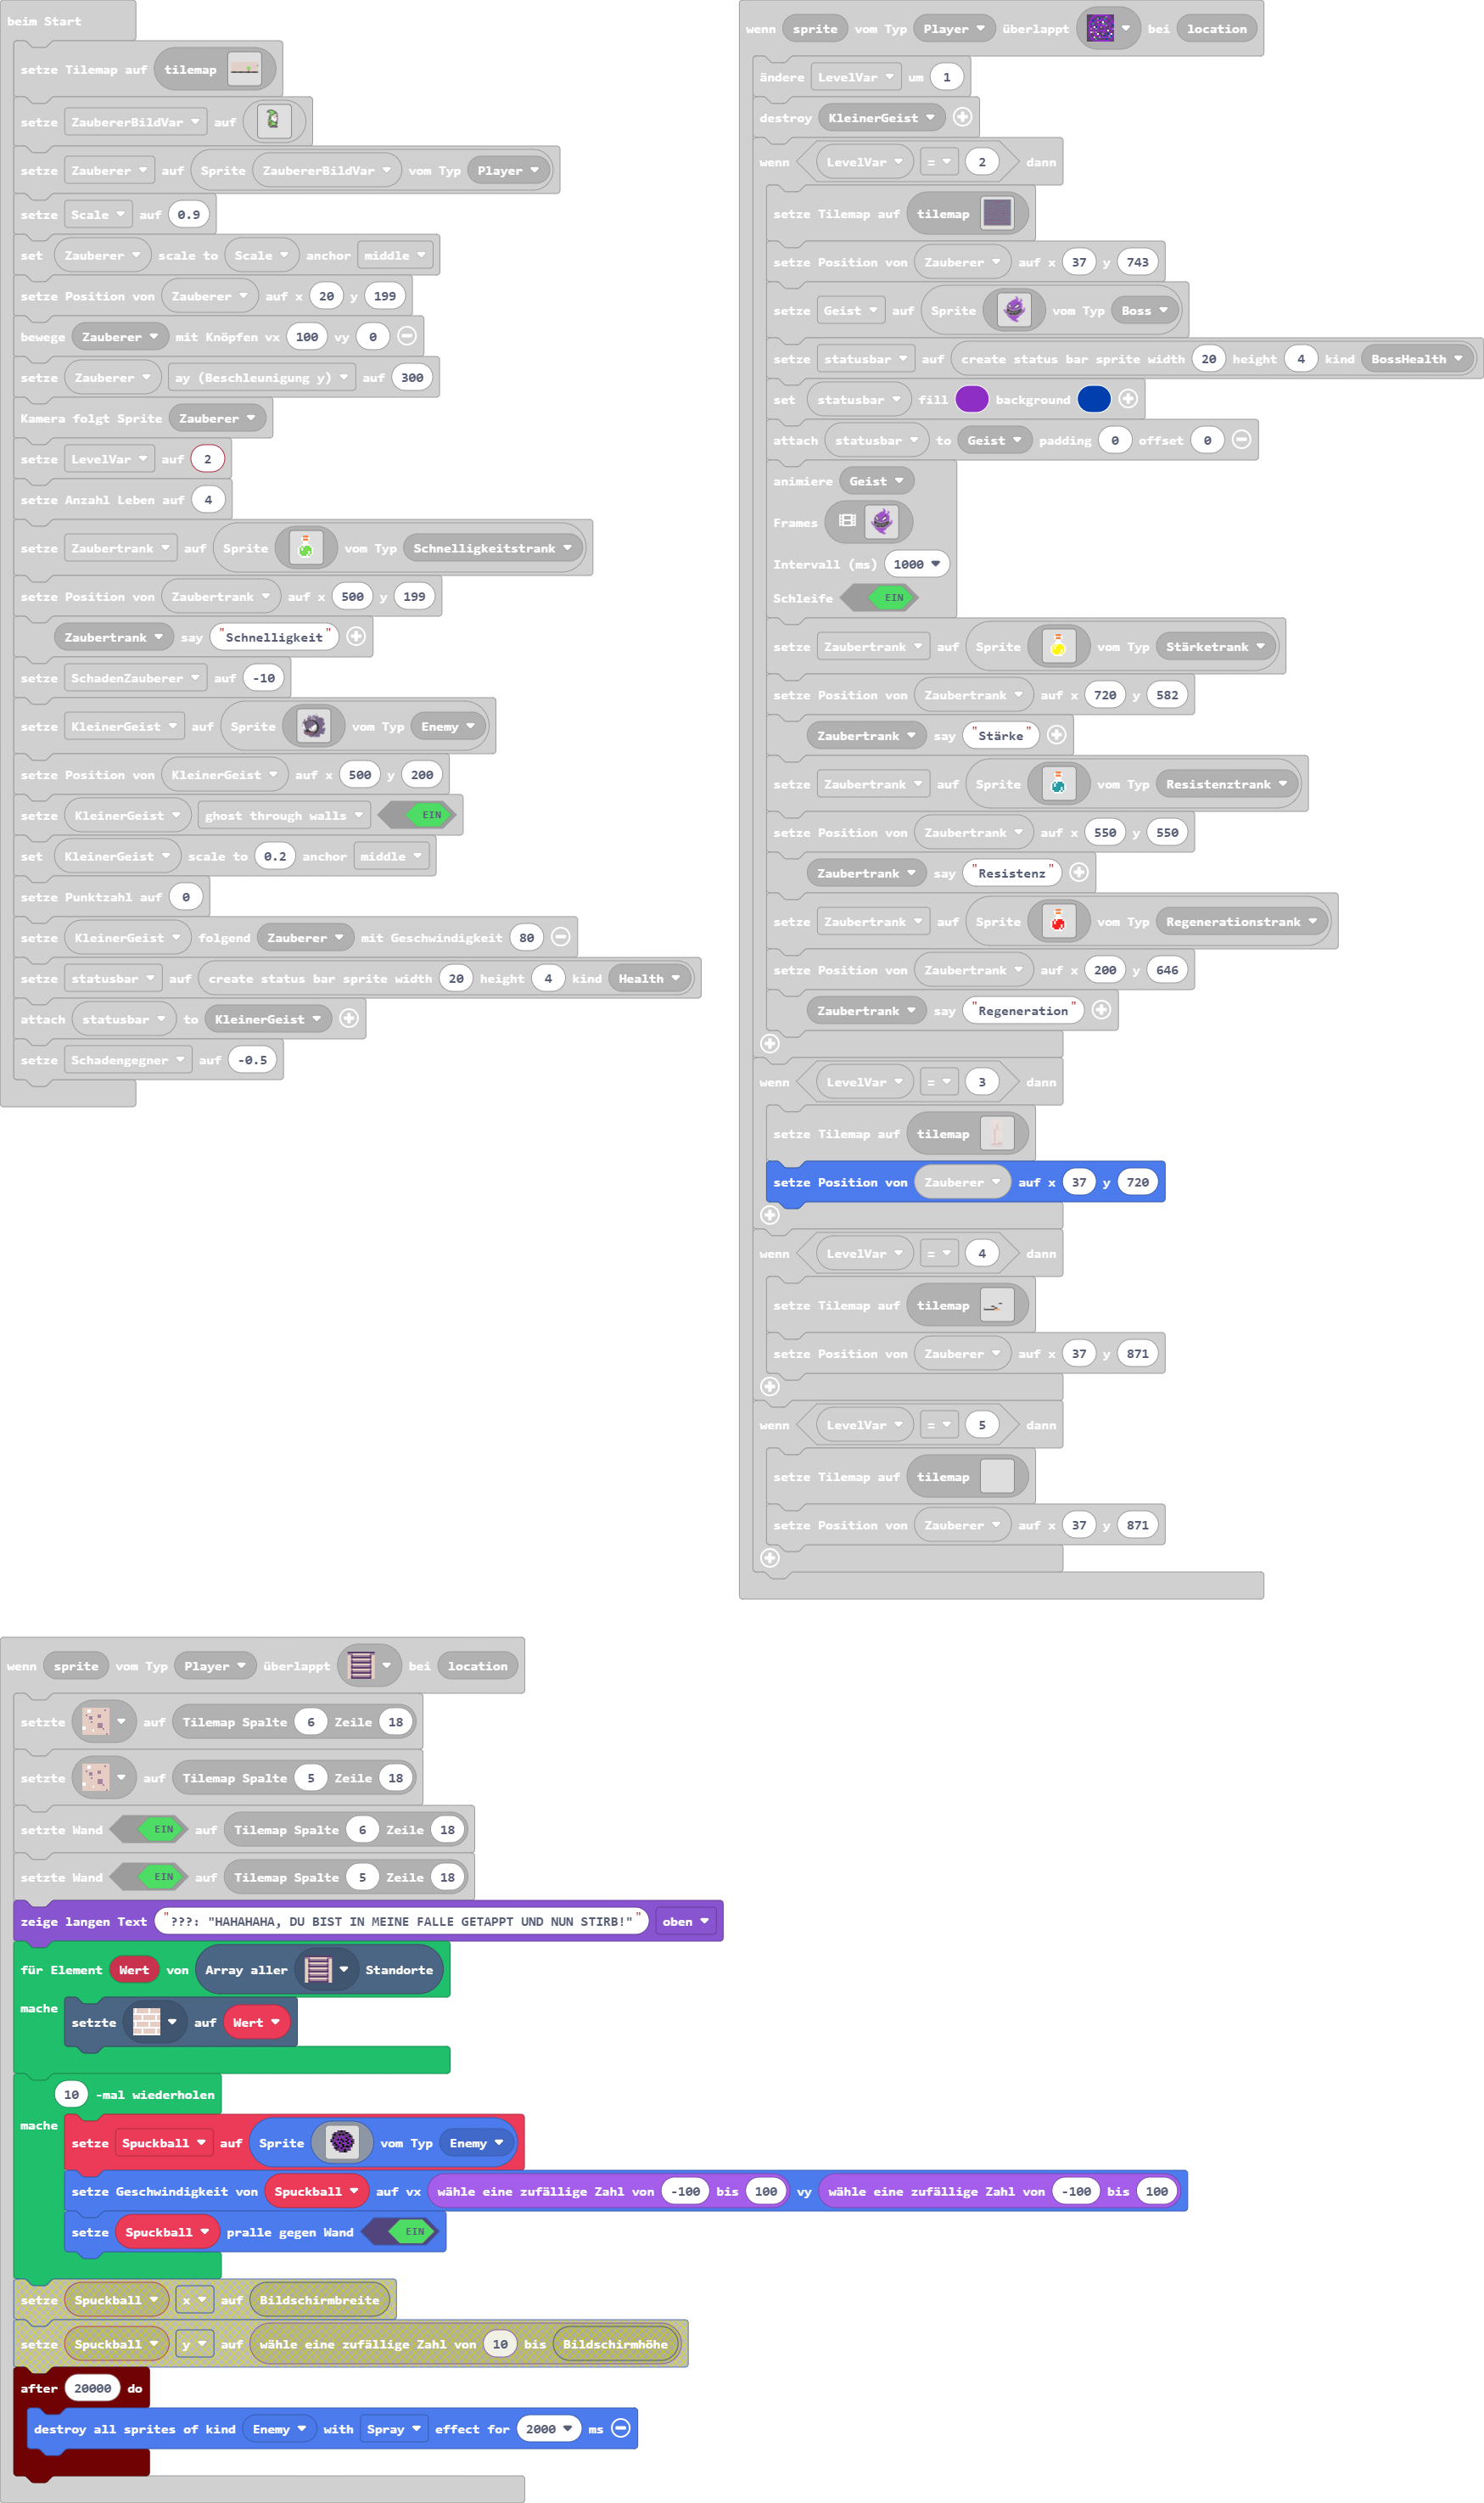 beim Start
setze Tilemap auf tilemap
setze ZaubererBildVar auf
setze Zauberer auf Sprite ZaubererBildVar vom Typ Player
setze Scale auf 0.9
set Zauberer scale to Scale anchor middle
setze Position von Zauberer auf x 20 y 199
bewege Zauberer mit Knöpfen vx 100 vy 0
setze Zauberer ay (Beschleunigung y) auf 300
Kamera folgt Sprite Zauberer
setze LevelVar auf 2
setze Anzahl Leben auf 4
setze Zaubertrank auf Sprite vom Typ Schnelligkeitstrank
setze Position von Zaubertrank auf x 500 y 199
Zaubertrank say "Schnelligkeit"
setze SchadenZauberer auf -10
setze KleinerGeist auf Sprite vom Typ Enemy
setze Position von KleinerGeist auf x 500 y 200
setze KleinerGeist ghost through walls EIN
set KleinerGeist scale to 0.2 anchor middle
setze Punktzahl auf 0
setze KleinerGeist folgend Zauberer mit Geschwindigkeit 80
setze statusbar auf create status bar sprite width 20 height 4 kind Health
attach statusbar to KleinerGeist
setze Schadengegner auf -0.5
wenn sprite vom Typ Player überlappt bei location
ändere LevelVar um 1
destroy KleinerGeist
wenn LevelVar = 2 dann
setze Tilemap auf tilemap
setze Position von Zauberer auf x 37 y 743
setze Geist auf Sprite vom Typ Boss
setze statusbar auf create status bar sprite width 20 height 4 kind BossHealth
set statusbar fill background
attach statusbar to Geist padding 0 offset 0
animiere Geist
Frames
Intervall (ms) 1000
Schleife EIN
setze Zaubertrank auf Sprite vom Typ Stärketrank
setze Position von Zaubertrank auf x 720 y 582
Zaubertrank say "Stärke"
setze Zaubertrank auf Sprite vom Typ Resistenztrank
setze Position von Zaubertrank auf x 550 y 550
Zaubertrank say "Resistenz"
setze Zaubertrank auf Sprite vom Typ Regenerationstrank
setze Position von Zaubertrank auf x 200 y 646
Zaubertrank say "Regeneration"
wenn LevelVar = 3 dann
setze Tilemap auf tilemap
setze Position von Zauberer auf x 37 y 720
wenn LevelVar = 4 dann
setze Tilemap auf tilemap
setze Position von Zauberer auf x 37 y 871
wenn LevelVar = 5 dann
setze Tilemap auf tilemap
setze Position von Zauberer auf x 37 y 871
wenn sprite vom Typ Player überlappt bei location
setzte auf Tilemap Spalte 6 Zeile 18
setzte auf Tilemap Spalte 5 Zeile 18
setzte Wand EIN auf Tilemap Spalte 6 Zeile 18
setzte Wand EIN auf Tilemap Spalte 5 Zeile 18
zeige langen Text "???: "HAHAHAHA, DU BIST IN MEINE FALLE GETAPPT UND NUN STIRB!"" oben
für Element Wert von Array aller Standorte
mache setzte auf Wert
10 -mal wiederholen
mache
setze Spuckball auf Sprite vom Typ Enemy
setze Geschwindigkeit von Spuckball auf vx wähle eine zufällige Zahl von -100 bis 100 vy wähle eine zufällige Zahl von -100 bis 100
setze Spuckball pralle gegen Wand EIN
setze Spuckball x auf Bildschirmbreite
setze Spuckball y auf wähle eine zufällige Zahl von 10 bis Bildschirmhöhe
after 20000 do
destroy all sprites of kind Enemy with Spray effect for 2000 ms